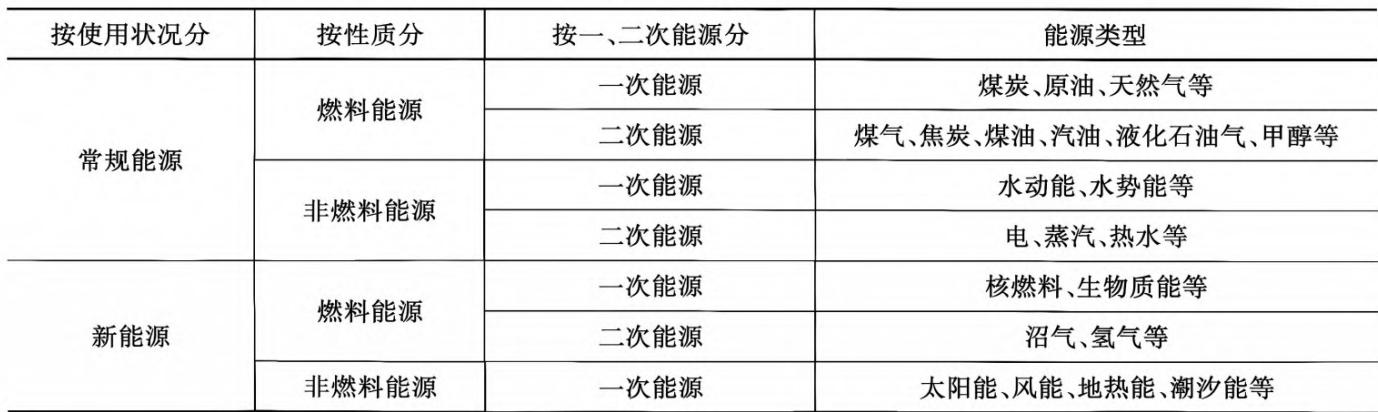 按使用状况分 按性质分 按一、二次能源分 能源类型
常规能源 燃料能源 一次能源 煤炭、原油、天然气等
二次能源 煤气、焦炭、煤油、汽油、液化石油气、甲醇等
非燃料能源 一次能源 水动能、水势能等
二次能源 电、蒸汽、热水等
新能源 燃料能源 一次能源 核燃料、生物质能等
二次能源 沼气、氢气等
非燃料能源 一次能源 太阳能、风能、地热能、潮汐能等